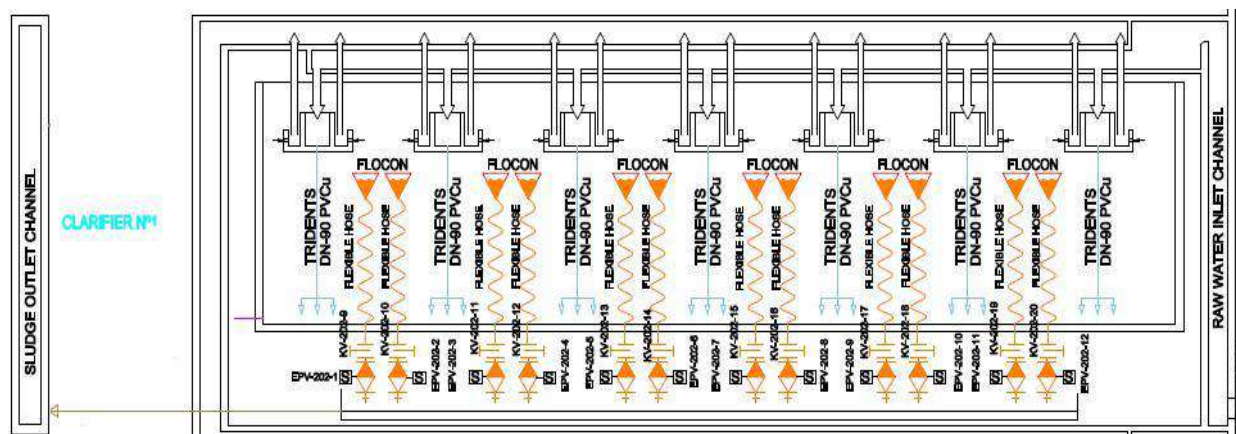 SLUDGE OUTLET CHANNEL
CLARIFIER Nº1
RAW WATER INLET CHANNEL
FLOCON
FLOCON
FLOCON
FLOCON
FLOCON
FLOCON
TRIDENTS
DN-90 PVCu
FLEXIBLE HOSE
FLEXIBLE HOSE
TRIDENTS
DN-90 PVCu
FLEXIBLE HOSE
FLEXIBLE HOSE
TRIDENTS
DN-90 PVCu
FLEXIBLE HOSE
FLEXIBLE HOSE
TRIDENTS
DN-90 PVCu
FLEXIBLE HOSE
FLEXIBLE HOSE
TRIDENTS
DN-90 PVCu
FLEXIBLE HOSE
FLEXIBLE HOSE
TRIDENTS
DN-90 PVCu
FLEXIBLE HOSE
FLEXIBLE HOSE
TRIDENTS
DN-90 PVCu
KV-202-9
KV-202-10
KV-202-11
KV-202-12
KV-202-13
KV-202-14
KV-202-15
KV-202-16
KV-202-17
KV-202-18
KV-202-19
KV-202-20
EPV-202-1
S
S
EPV-202-2
EPV-202-3
S
S
EPV-202-4
EPV-202-5
S
S
EPV-202-6
EPV-202-7
S
S
EPV-202-8
EPV-202-9
S
S
EPV-202-10
EPV-202-11
S
S
EPV-202-12